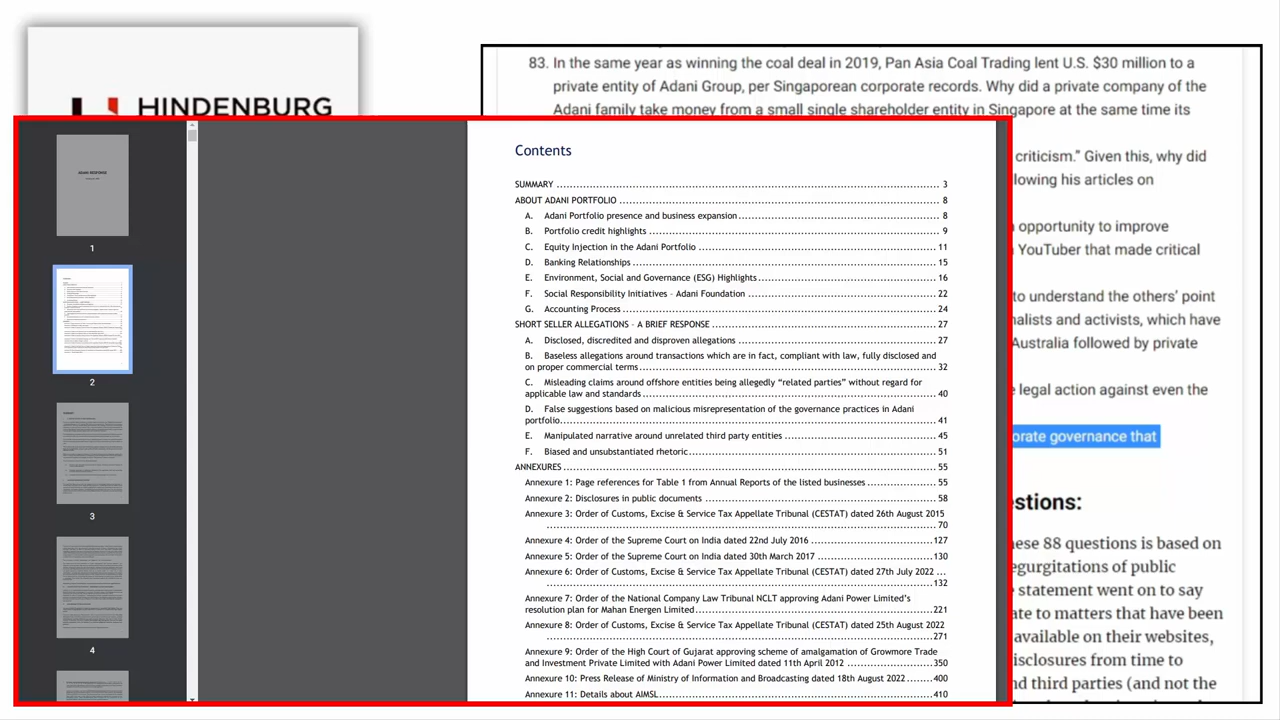 HINDENBURG
83. In the same year as winning the coal deal in 2019, Pan Asia Coal Trading lent U.S. $30 million to a
private entity of Adani Group, per Singaporean corporate records. Why did a private company of the
Adani family take money from a small single shareholder entity in Singapore at the same time its
criticism.” Given this, why did
lowing his articles on
opportunity to improve
YouTuber that made critical
to understand the others’ point
nalists and activists, which have
Australia followed by private
legal action against even the
orate governance that
stions:
ese 88 questions is based on
egurgitations of public
statement went on to say
ate to matters that have been
available on their websites,
isclosures from time to
nd third parties (and not the
ADANI RESPONSE
1
2
3
4
Contents
SUMMARY ........ 3
ABOUT ADANI PORTFOLIO ........ 8
A. Adani Portfolio presence and business expansion ........ 8
B. Portfolio credit highlights ........ 9
C. Equity Injection in the Adani Portfolio ........ 11
D. Banking Relationships ........ 15
E. Environment, Social and Governance (ESG) Highlights ........ 16
F. Social Responsibility Initiatives – Adani Foundation ........ 22
G. Accounting Process ........ 24
SHORT SELLER ALLEGATIONS – A BRIEF RESPONSE ........ 27
A. Disclosed, discredited and disproven allegations ........ 27
B. Baseless allegations around transactions which are in fact, compliant with law, fully disclosed and
on proper commercial terms ........ 32
C. Misleading claims around offshore entities being allegedly “related parties” without regard for
applicable law and standards ........ 40
D. False suggestions based on malicious misrepresentation of the governance practices in Adani
portfolio ........ 41
E. Manipulated narrative around unrelated third party entities ........ 45
F. Biased and unsubstantiated rhetoric ........ 51
ANNEXURES ........ 55
Annexure 1: Page references for Table 1 from Annual Reports of the listed businesses ........ 55
Annexure 2: Disclosures in public documents ........ 58
Annexure 3: Order of Customs, Excise & Service Tax Appellate Tribunal (CESTAT) dated 26th August 2015
........ 70
Annexure 4: Order of the Supreme Court on India dated 22nd July 2016 ........ 127
Annexure 5: Order of the Supreme Court on India dated 30th March 2017 ........ 130
Annexure 6: Order of Customs, Excise & Service Tax Appellate Tribunal (CESTAT) dated 27th July 2022 ...
........ 132
Annexure 7: Order of the National Company Law Tribunal NCLT approving Adani Power Limited’s
resolution plan for Mahan Energen Limited ........ 221
Annexure 8: Order of Customs, Excise & Service Tax Appellate Tribunal (CESTAT) dated 25th August 2022
........ 271
Annexure 9: Order of the High Court of Gujarat approving scheme of amalgamation of Growmore Trade
and Investment Private Limited with Adani Power Limited dated 11th April 2012 ........ 350
Annexure 10: Press Release of Ministry of Information and Broadcasting dated 18th August 2022 ........ 400
Annexure 11: Details about AIMSL ........ 410